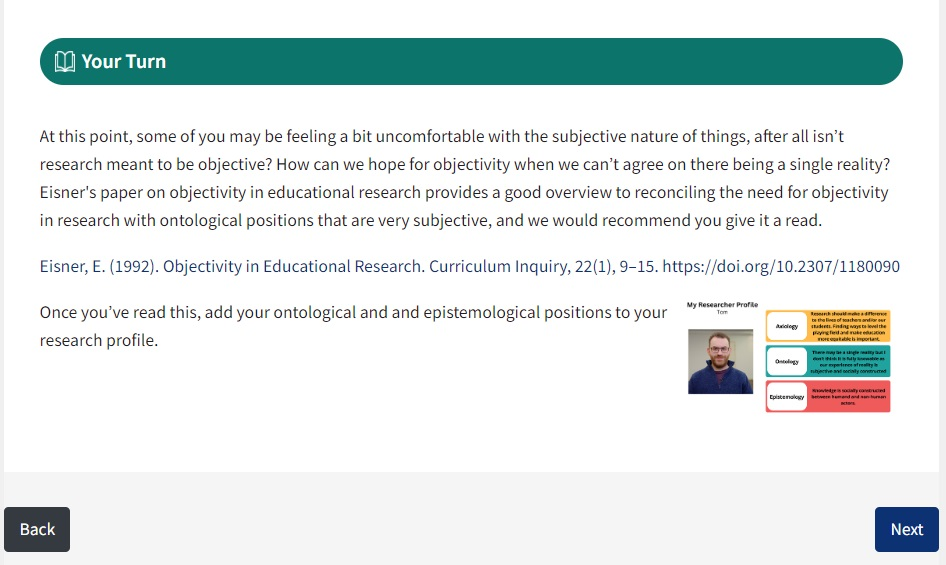 Your Turn
At this point, some of you may be feeling a bit uncomfortable with the subjective nature of things, after all isn’t
research meant to be objective? How can we hope for objectivity when we can’t agree on there being a single reality?
Eisner's paper on objectivity in educational research provides a good overview to reconciling the need for objectivity
in research with ontological positions that are very subjective, and we would recommend you give it a read.
Eisner, E. (1992). Objectivity in Educational Research. Curriculum Inquiry, 22(1), 9–15. https://doi.org/10.2307/1180090
Once you’ve read this, add your ontological and and epistemological positions to your
research profile.
My Researcher Profile
Tom
Axiology
Research should make a difference
to the lives of teachers and/or our
students. Finding ways to level the
playing field and make education
more equitable is important.
Ontology
There may be a single reality but I
don't think it is fully knowable as
our experience of reality is
subjective and socially constructed
Epistemology
Knowledge is socially constructed
between humand and non-human
actors.
Back
Next